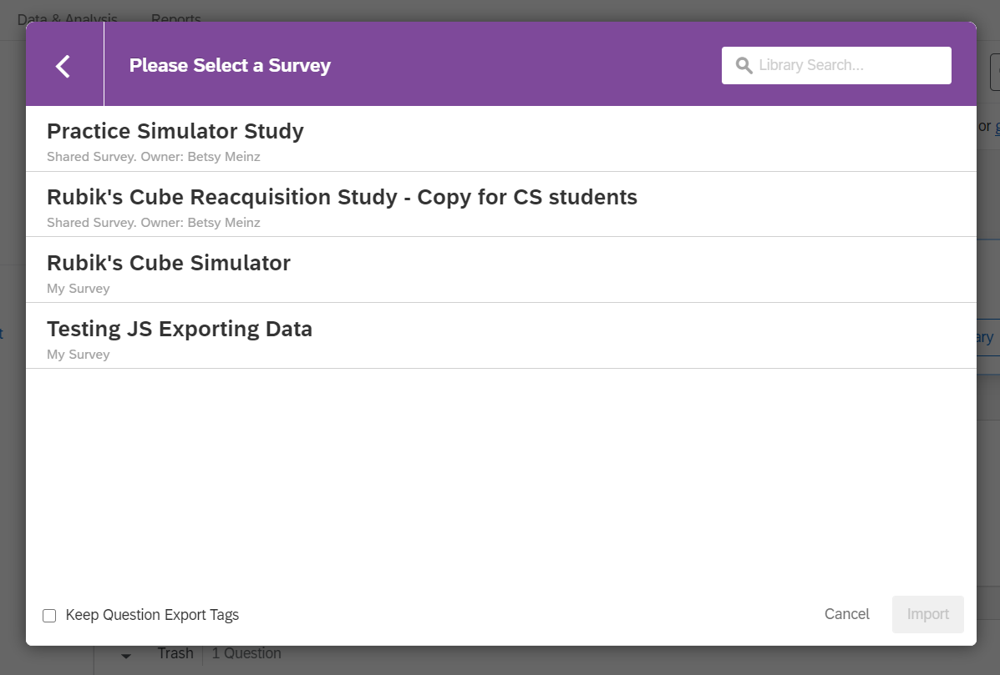 Data & Analysis Reports
Please Select a Survey
Library Search...
or
Practice Simulator Study
Shared Survey. Owner: Betsy Meinz
Rubik's Cube Reacquisition Study - Copy for CS students
Shared Survey. Owner: Betsy Meinz
Rubik's Cube Simulator
My Survey
Testing JS Exporting Data
My Survey
Keep Question Export Tags
Cancel
Import
Trash
1 Question